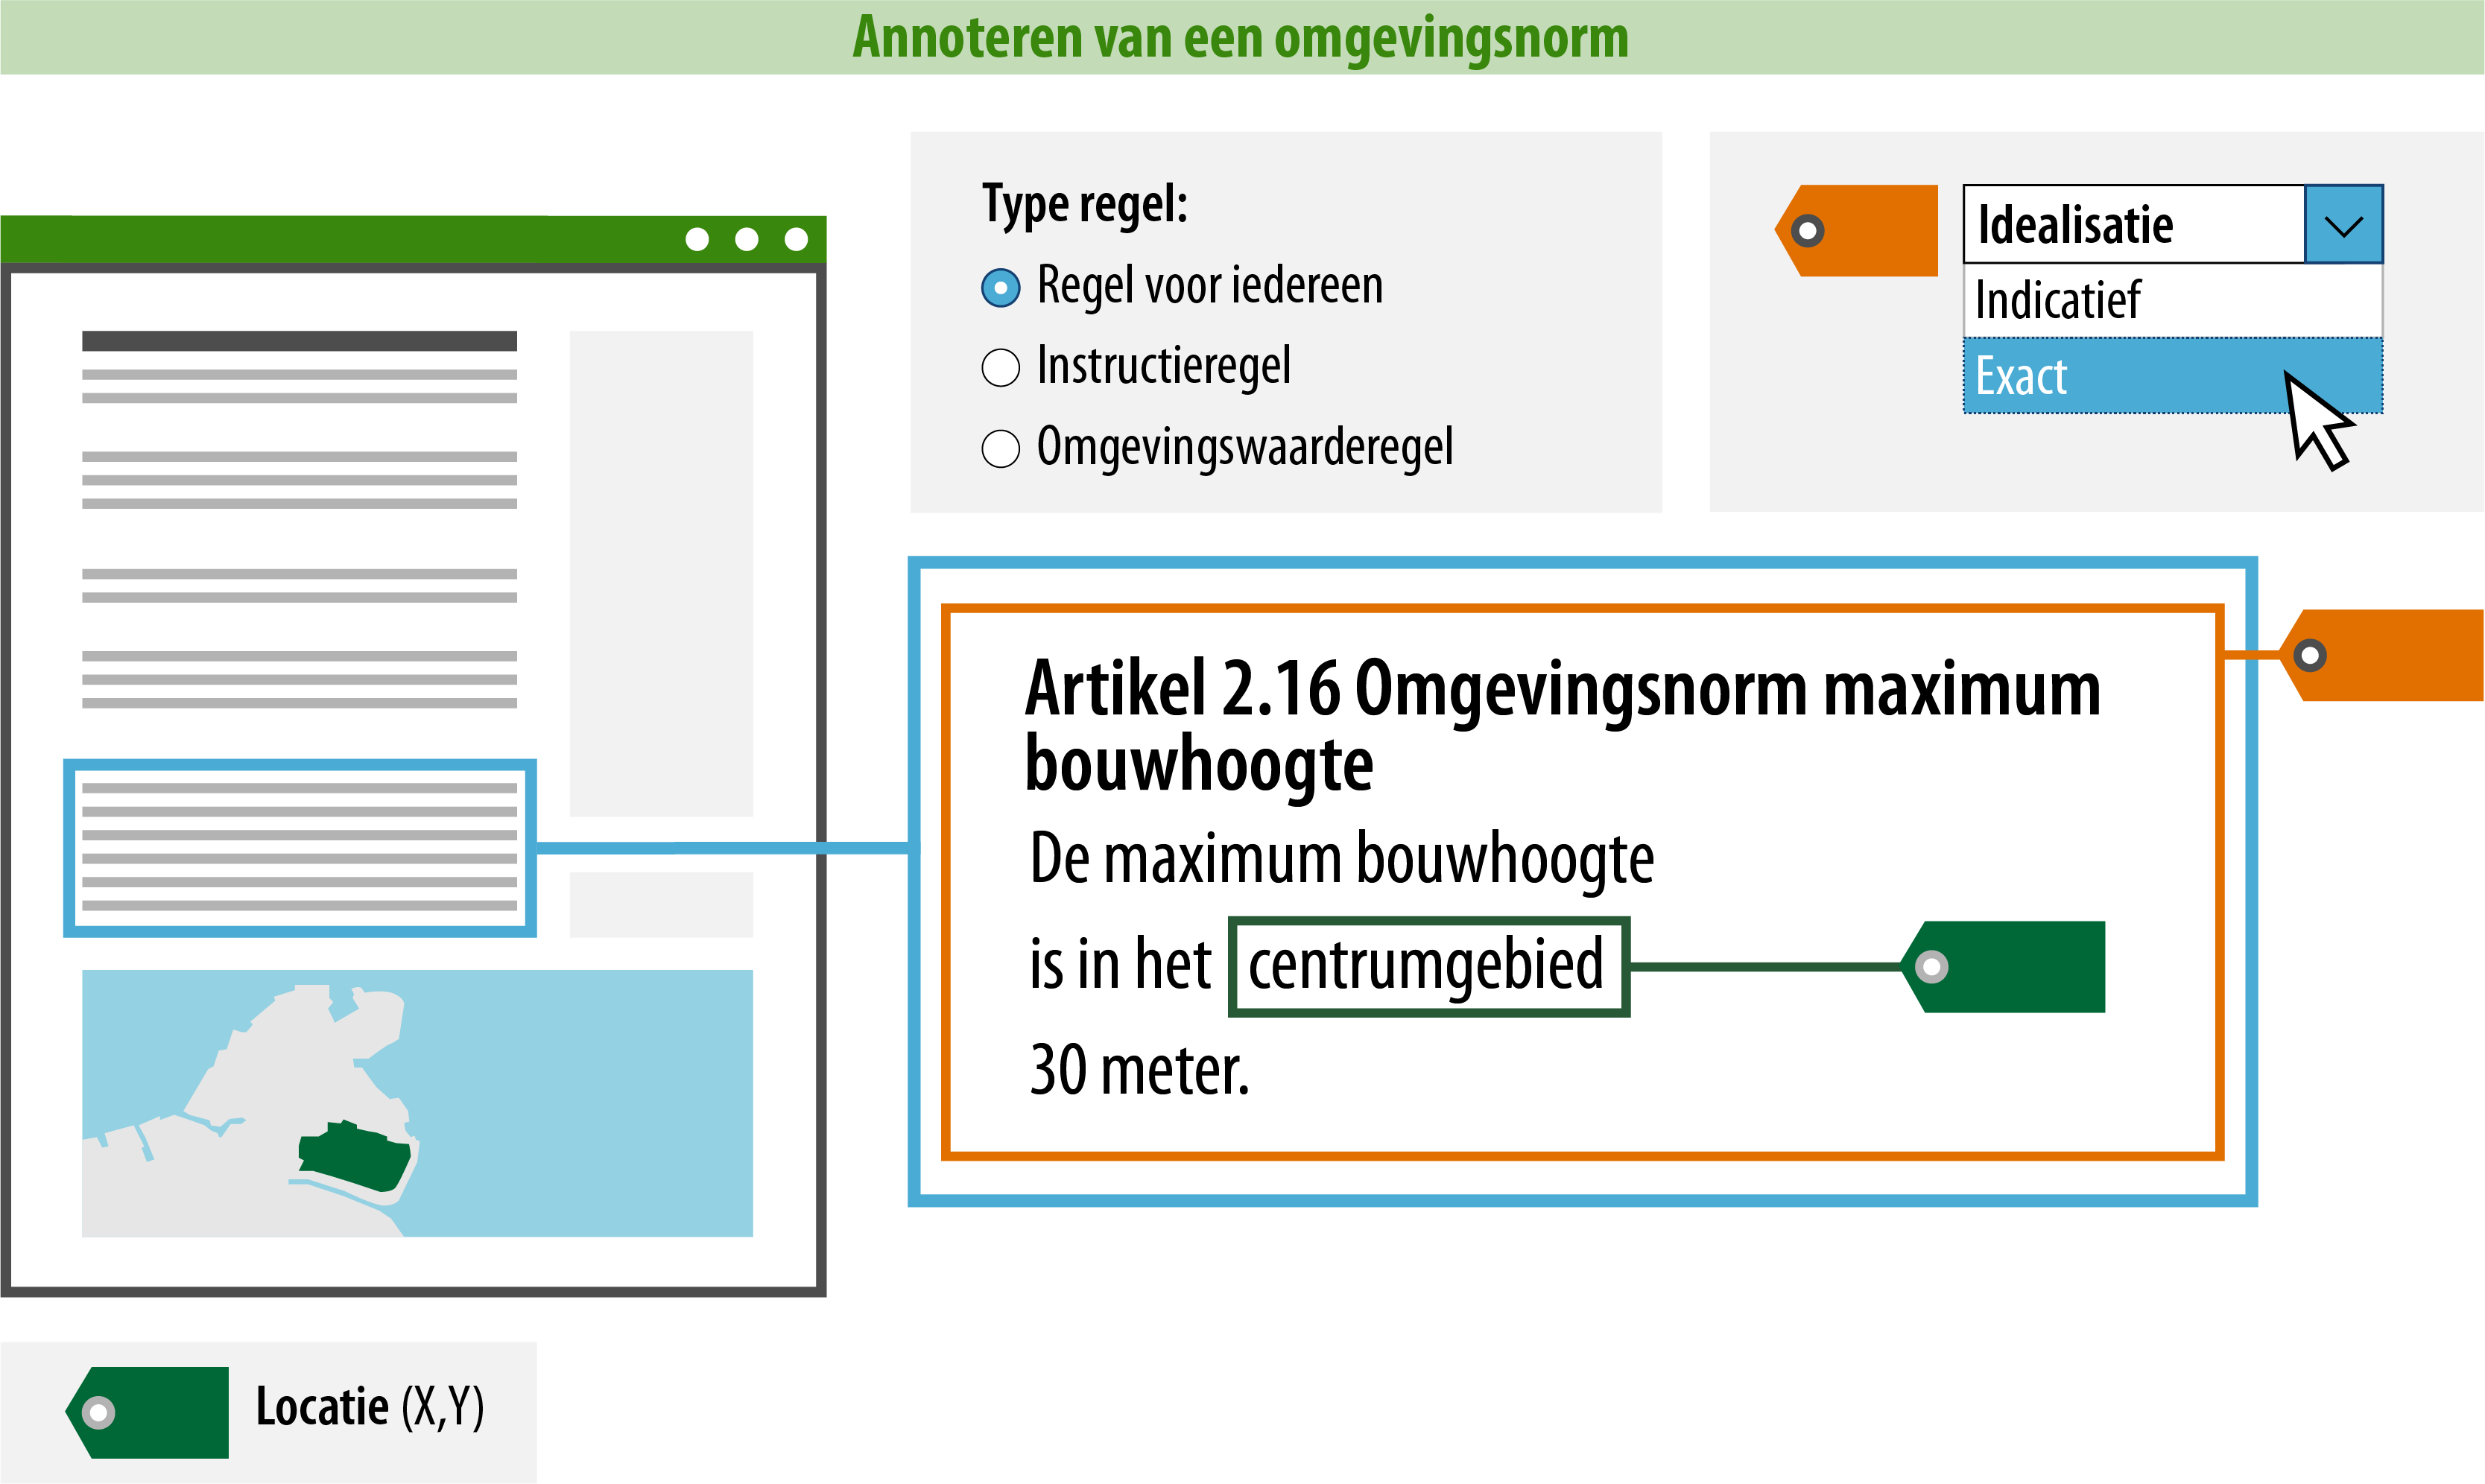 Annoteren van een omgevingsnorm
Type regel:
Regel voor iedereen
Instructieregel
Omgevingswaarderegel
Idealisatie
Indicatief
Exact
Artikel 2.16 Omgevingsnorm maximum
bouwhoogte
De maximum bouwhoogte
is in het centrumgebied
30 meter.
Locatie (X,Y)